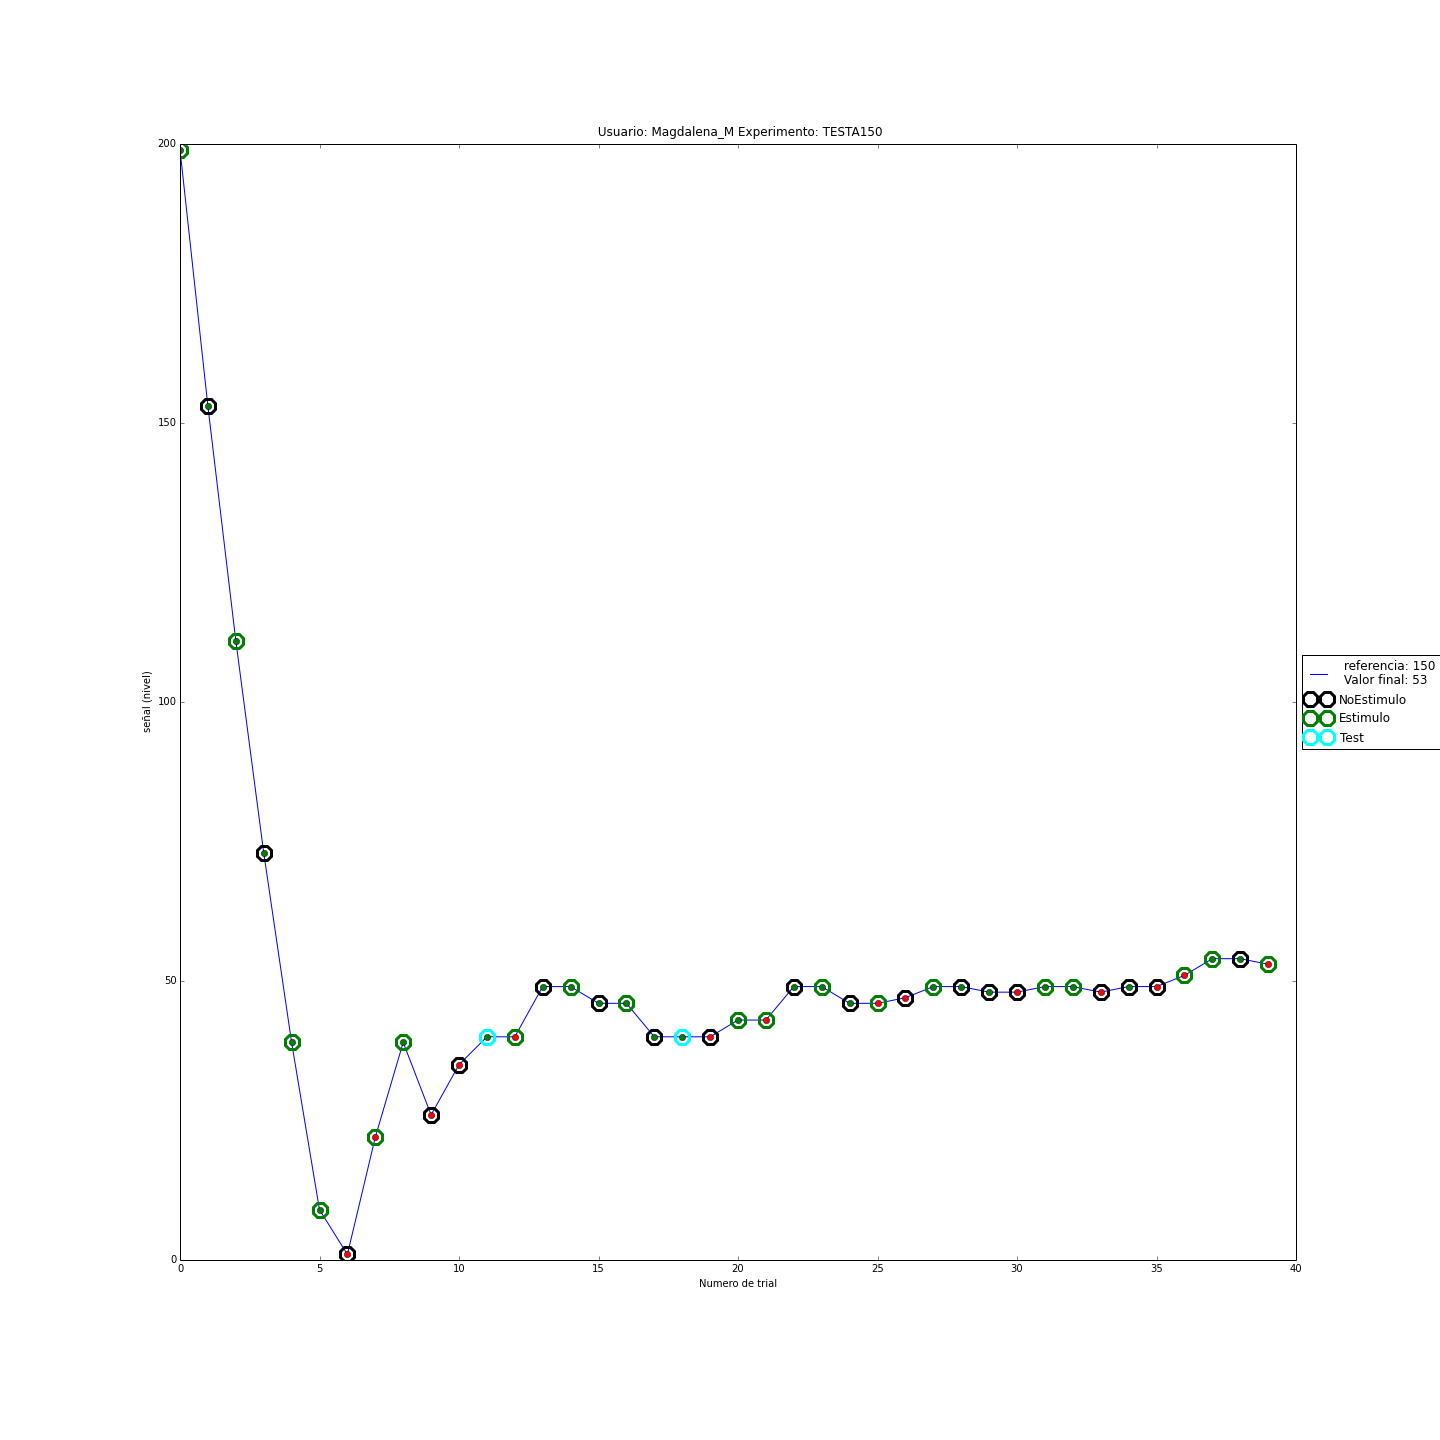 Usuario: Magdalena_M Experimento: TESTA150
200
150
100
50
0
señal (nivel)
0 5 10 15 20 25 30 35 40
Numero de trial
referencia: 150
Valor final: 53
NoEstimulo
Estimulo
Test